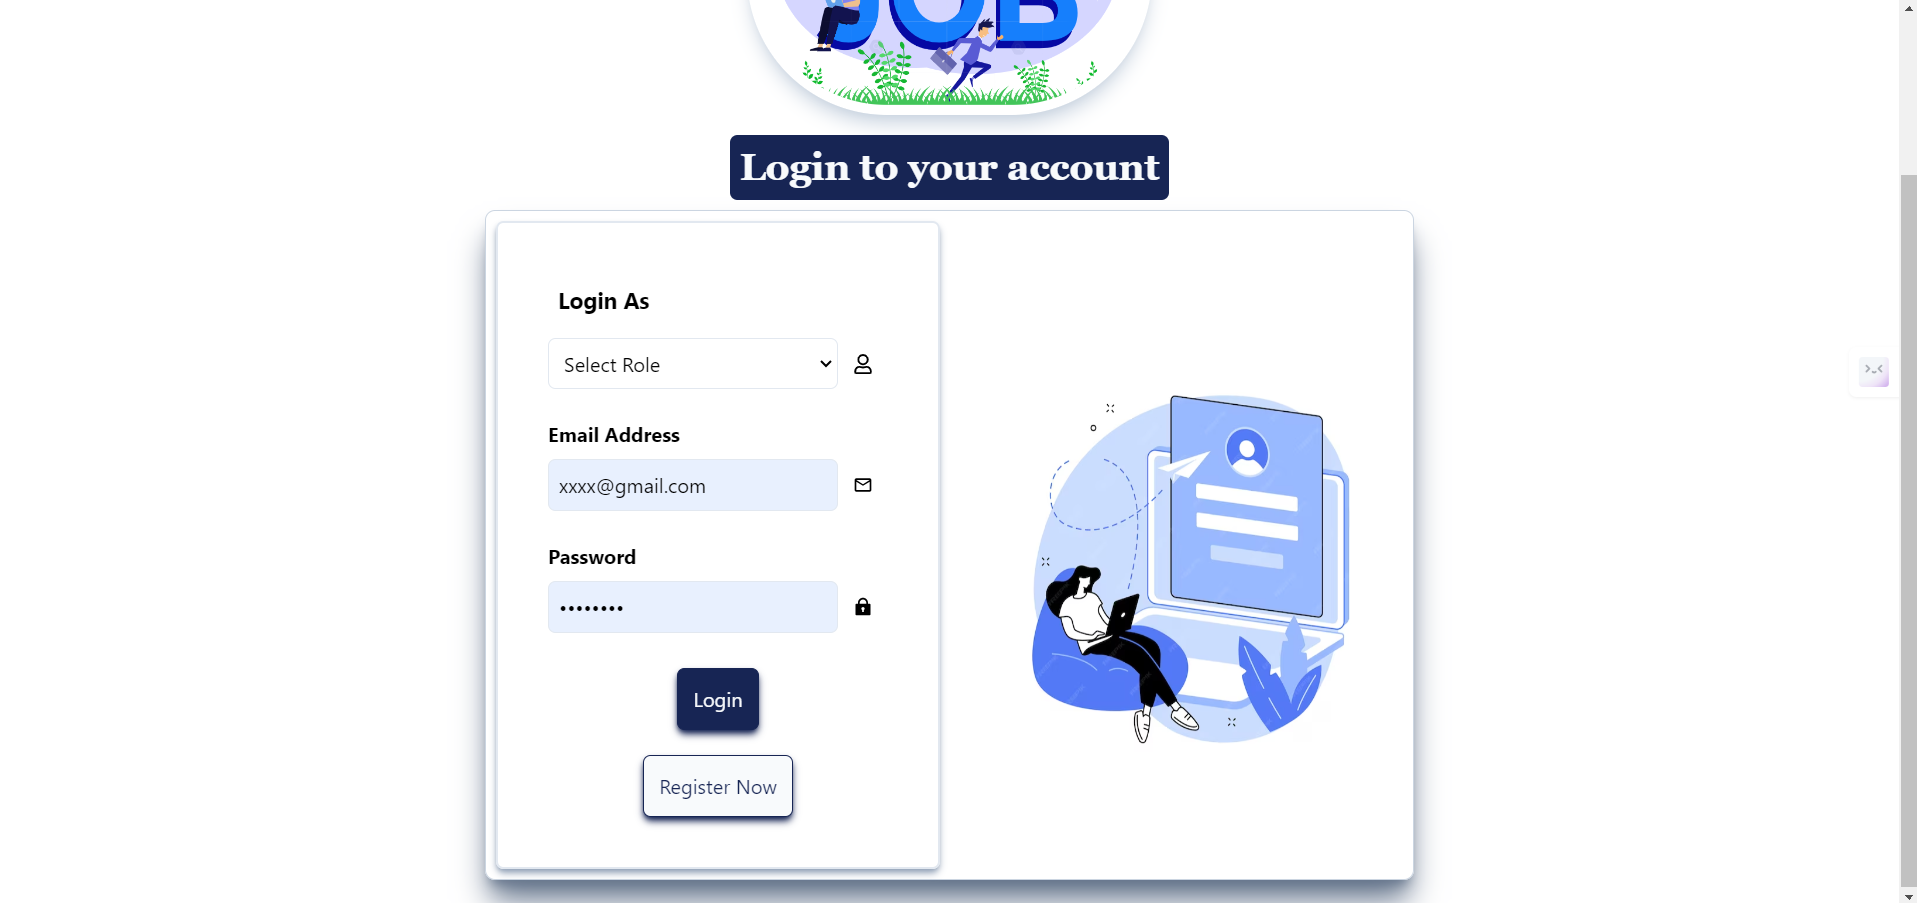 JOB
Login to your account
Login As
Select Role
Email Address
xxxx@gmail.com
Password
••••••••
Login
Register Now